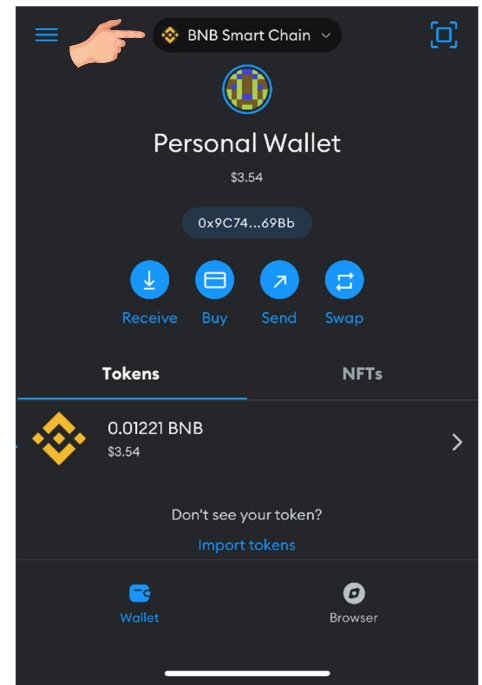 BNB Smart Chain
Personal Wallet
$3.54
0x9C74...69Bb
Receive Buy Send Swap
Tokens NFTs
0.01221 BNB
$3.54
Don't see your token?
Import tokens
Wallet Browser